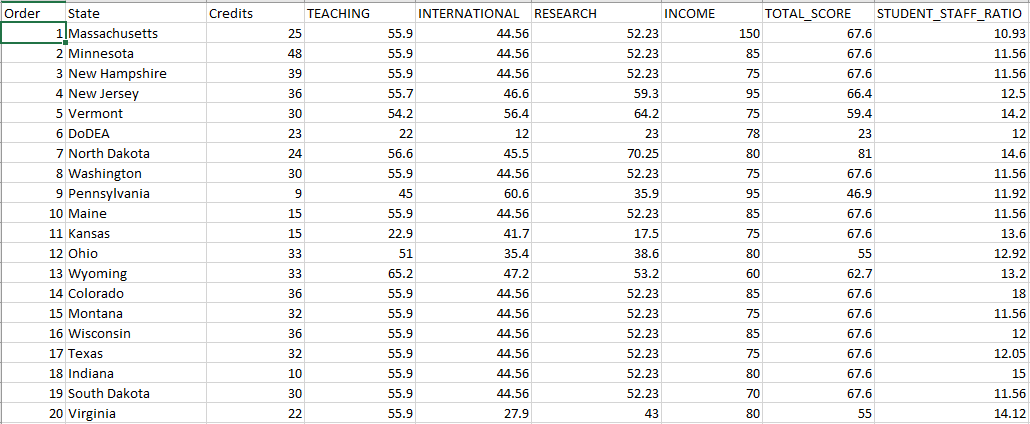 Order State Credits TEACHING INTERNATIONAL RESEARCH INCOME TOTAL_SCORE STUDENT_STAFF_RATIO
1 Massachusetts 25 55.9 44.56 52.23 150 67.6 10.93
2 Minnesota 48 55.9 44.56 52.23 85 67.6 11.56
3 New Hampshire 39 55.9 44.56 52.23 75 67.6 11.56
4 New Jersey 36 55.7 46.6 59.3 95 66.4 12.5
5 Vermont 30 54.2 56.4 64.2 75 59.4 14.2
6 DoDEA 23 22 12 23 78 23 12
7 North Dakota 24 56.6 45.5 70.25 80 81 14.6
8 Washington 30 55.9 44.56 52.23 75 67.6 11.56
9 Pennsylvania 9 45 60.6 35.9 95 46.9 11.92
10 Maine 15 55.9 44.56 52.23 85 67.6 11.56
11 Kansas 15 22.9 41.7 17.5 75 67.6 13.6
12 Ohio 33 51 35.4 38.6 80 55 12.92
13 Wyoming 33 65.2 47.2 53.2 60 62.7 13.2
14 Colorado 36 55.9 44.56 52.23 85 67.6 18
15 Montana 32 55.9 44.56 52.23 75 67.6 11.56
16 Wisconsin 36 55.9 44.56 52.23 85 67.6 12
17 Texas 32 55.9 44.56 52.23 75 67.6 12.05
18 Indiana 10 55.9 44.56 52.23 80 67.6 15
19 South Dakota 30 55.9 44.56 52.23 70 67.6 11.56
20 Virginia 22 55.9 27.9 43 80 55 14.12